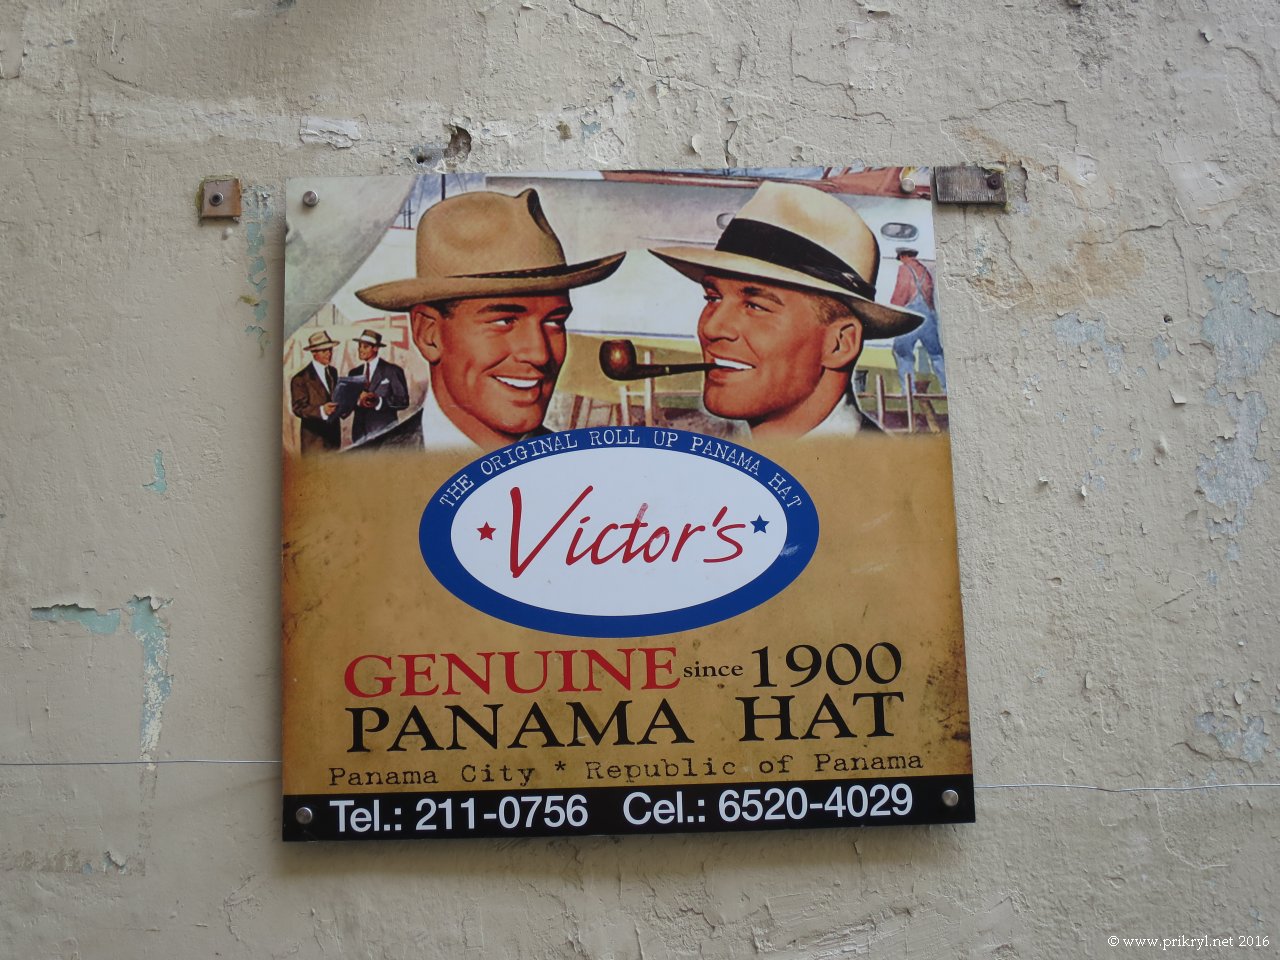 THE ORIGINAL ROLL UP PANAMA HAT
Victor's
GENUINE since 1900
PANAMA HAT
Panama City * Republic of Panama
Tel.: 211-0756 Cel.: 6520-4029
© www.prikryl.net 2016